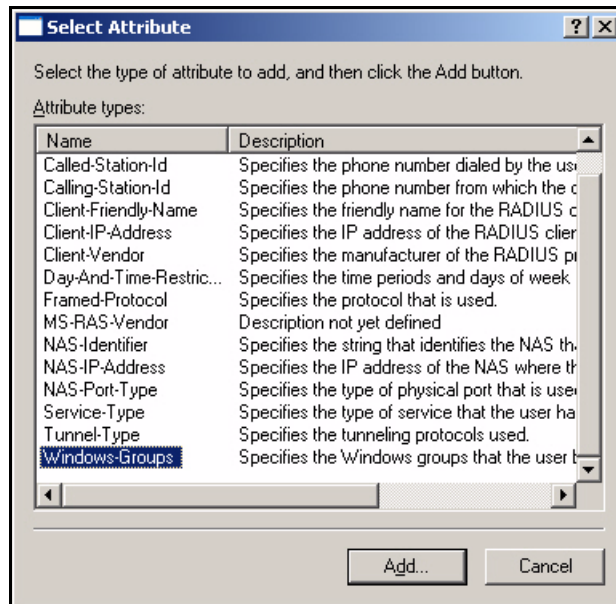 Select Attribute
Select the type of attribute to add, and then click the Add button.
Attribute types:
Name Description
Called-Station-Id Specifies the phone number dialed by the
Calling-Station-Id Specifies the phone number from which the
Client-Friendly-Name Specifies the friendly name for the RADIUS
Client-IP-Address Specifies the IP address of the RADIUS
Client-Vendor Specifies the manufacturer of the RADIUS
Day-And-Time-Restric... Specifies the time periods and days of week
Framed-Protocol Specifies the protocol that is used.
MS-RAS-Vendor Description not yet defined
NAS-Identifier Specifies the string that identifies the NAS
NAS-IP-Address Specifies the IP address of the NAS where
NAS-Port-Type Specifies the type of physical port that is
Service-Type Specifies the type of service that the user
Tunnel-Type Specifies the tunneling protocols used.
Windows-Groups Specifies the Windows groups that the user
Add... Cancel